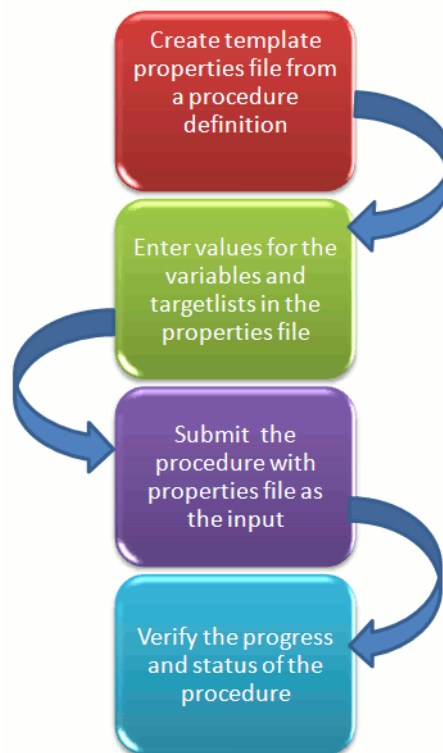 Create template
properties file from
a procedure
definition
Enter values for the
variables and
targetlists in the
properties file
Submit the
procedure with
properties file as
the input
Verify the progress
and status of the
procedure